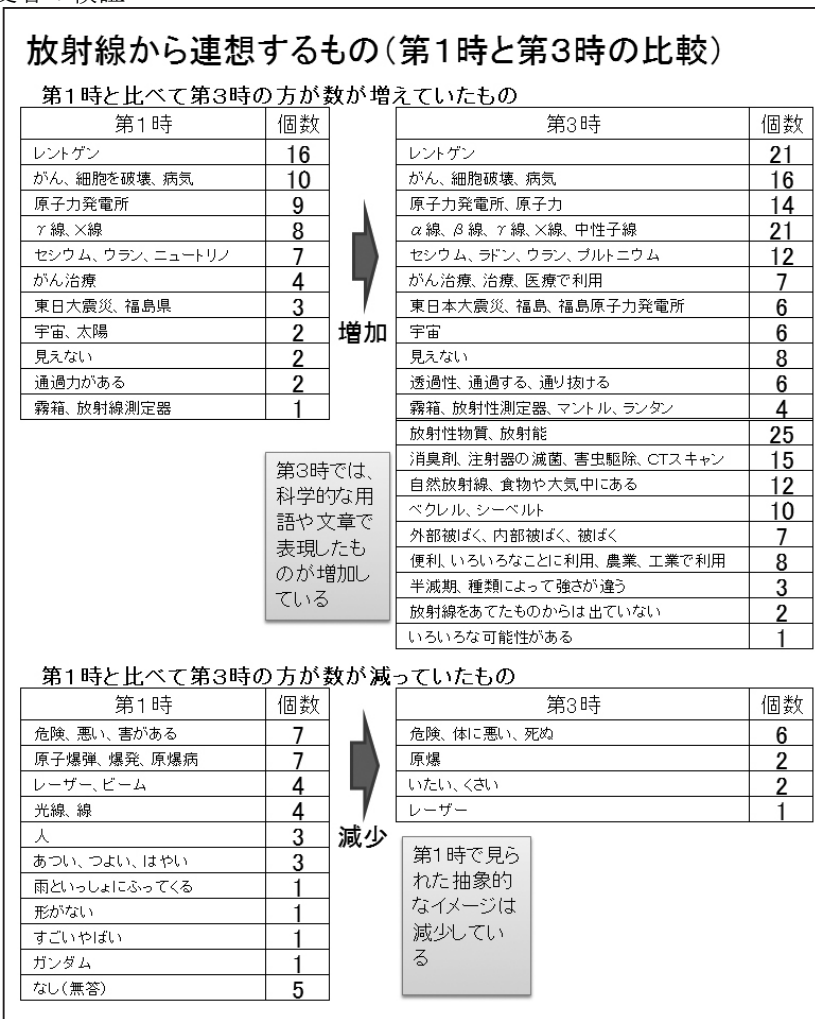 放射線から連想するもの(第1時と第3時の比較)
第1時と比べて第3時の方が数が増えていたもの
第1時 個数
レントゲン 16
がん、細胞を破壊、病気 10
原子力発電所 9
γ線、X線 8
セシウム、ウラン、ニュートリノ 7
がん治療 4
東日大震災、福島県 3
宇宙、太陽 2
見えない 2
通過力がある 2
霧箱、放射線測定器 1
増加
第3時 個数
レントゲン 21
がん、細胞破壊、病気 16
原子力発電所、原子力 14
α線、β線、γ線、X線、中性子線 21
セシウム、ラドン、ウラン、プルトニウム 12
がん治療、治療、医療で利用 7
東日本大震災、福島、福島原子力発電所 6
宇宙 6
見えない 8
透過性、通過する、通り抜ける 6
霧箱、放射性測定器、マントル、ランタン 4
放射性物質、放射能 25
消臭剤、注射器の滅菌、害虫駆除、CTスキャン 15
自然放射線、食物や大気中にある 12
ベクレル、シーベルト 10
外部被ばく、内部被ばく、被ばく 7
便利、いろいろなことに利用、農業、工業で利用 8
半減期、種類によって強さが違う 3
放射線をあてたものからは出ていない 2
いろいろな可能性がある 1
第3時では、
科学的な用
語や文章で
表現したも
のが増加し
ている
第1時と比べて第3時の方が数が減っていたもの
第1時 個数
危険、悪い、害がある 7
原子爆弾、爆発、原爆病 7
レーザー、ビーム 4
光線、線 4
人 3
あつい、つよい、はやい 3
雨といっしょにふってくる 1
形がない 1
すごいやばい 1
ガンダム 1
なし(無答) 5
減少
第3時 個数
危険、体に悪い、死ぬ 6
原爆 2
いたい、くさい 2
レーザー 1
第1時で見ら
れた抽象的
なイメージは
減少してい
る